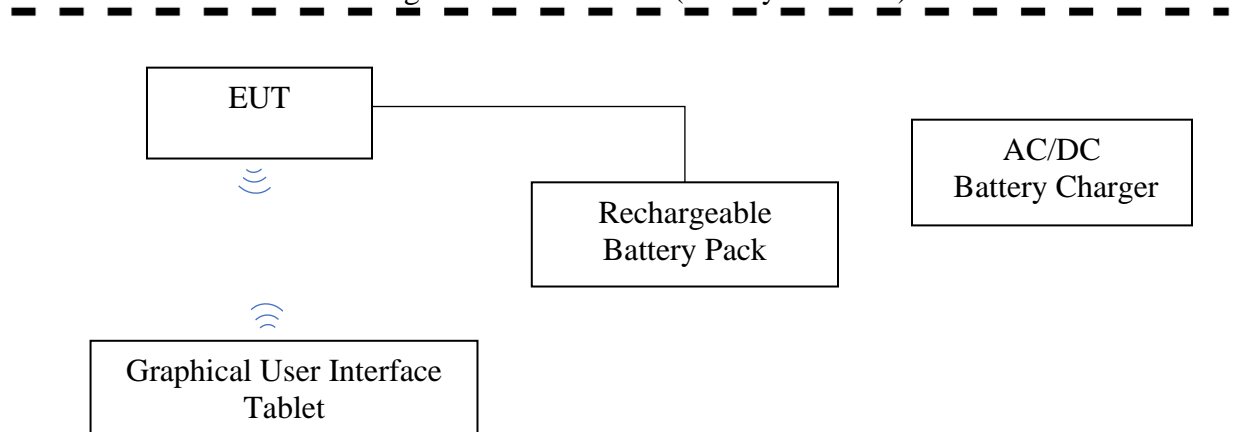 EUT
AC/DC
Battery Charger
Rechargeable
Battery Pack
Graphical User Interface
Tablet